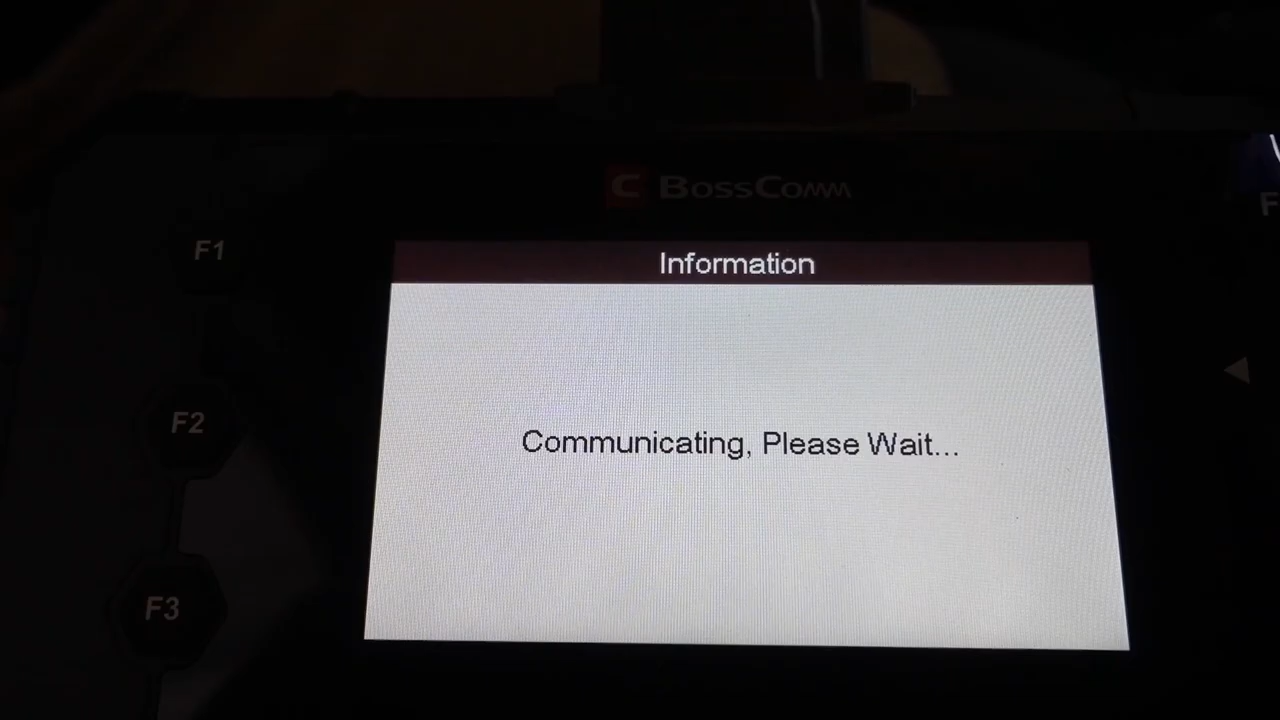 C BossComm
F1
Information
F2
Communicating, Please Wait...
F3